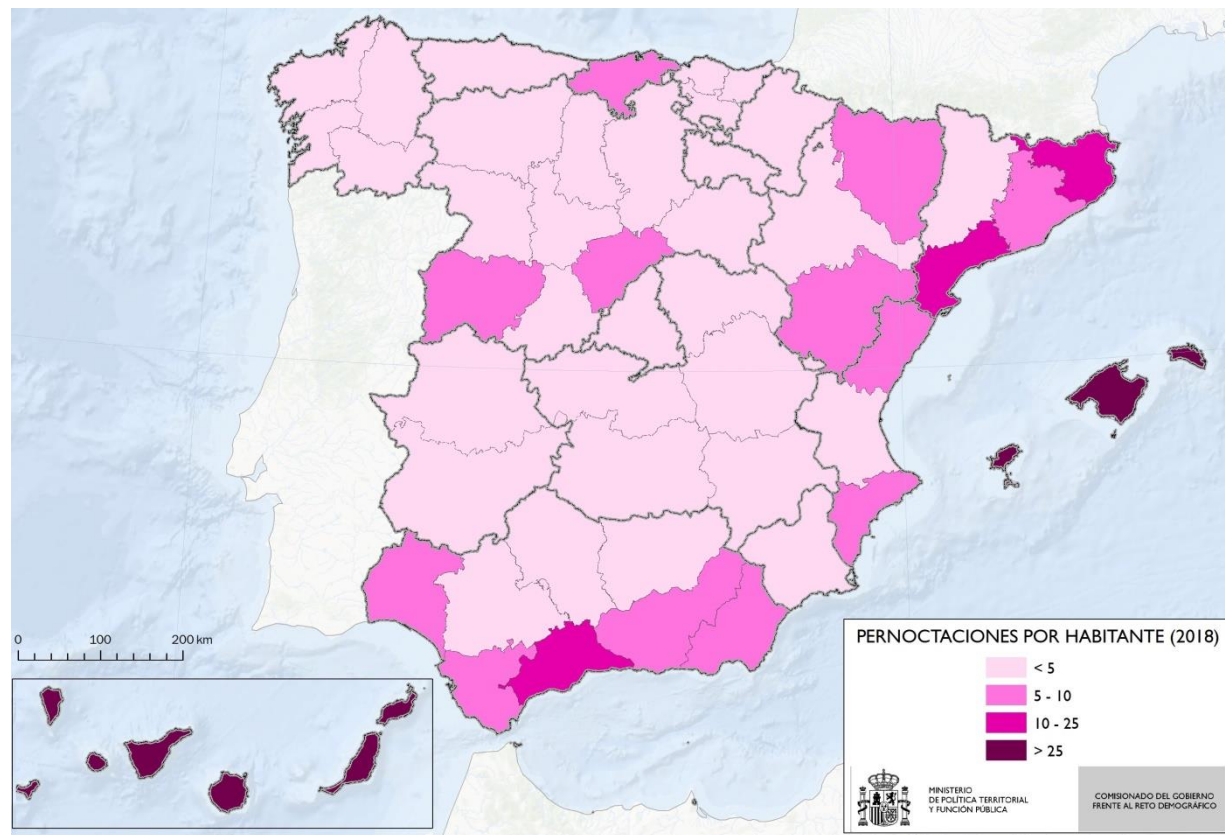 0 100 200 km
PERNOCTACIONES POR HABITANTE (2018)
< 5
5 - 10
10 - 25
> 25
MINISTERIO
DE POLÍTICA TERRITORIAL
Y FUNCIÓN PÚBLICA
COMISIONADO DEL GOBIERNO
FRENTE AL RETO DEMOGRÁFICO